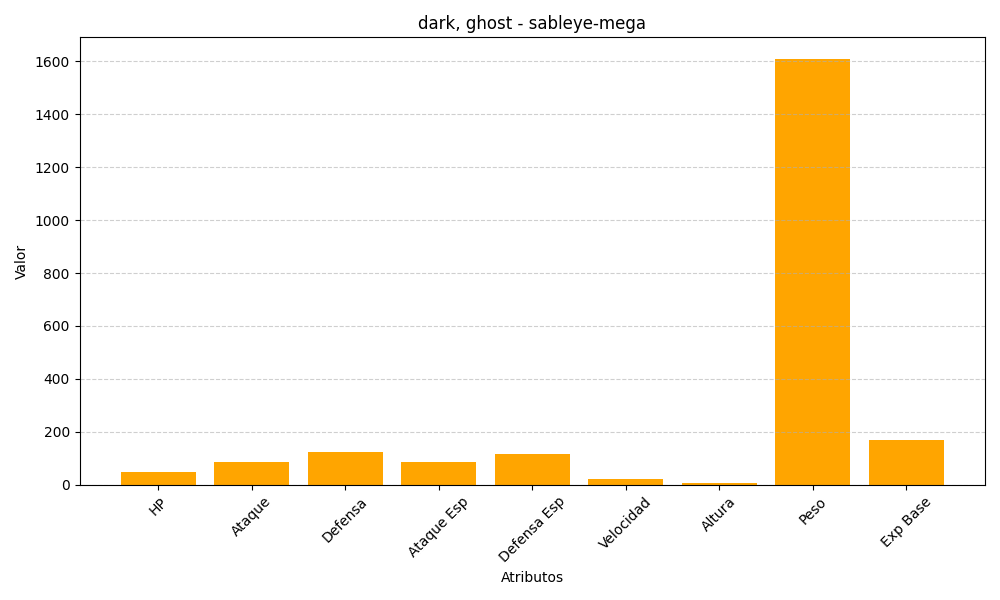 dark, ghost - sableye-mega
1600
1400
1200
1000
800
600
400
200
0
Valor
HP
Ataque
Defensa
Ataque Esp
Defensa Esp
Velocidad
Altura
Peso
Exp Base
Atributos